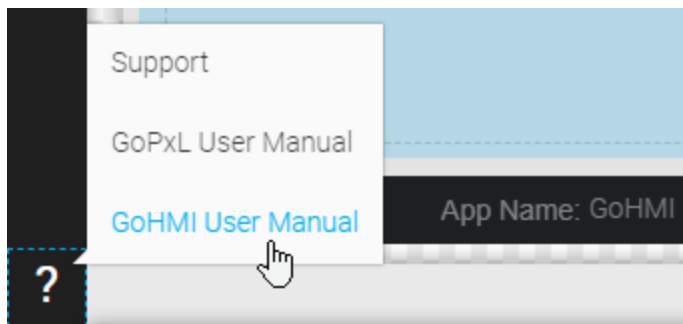 Support
GoPxL User Manual
GoHMI User Manual
App Name: GoHMI
?